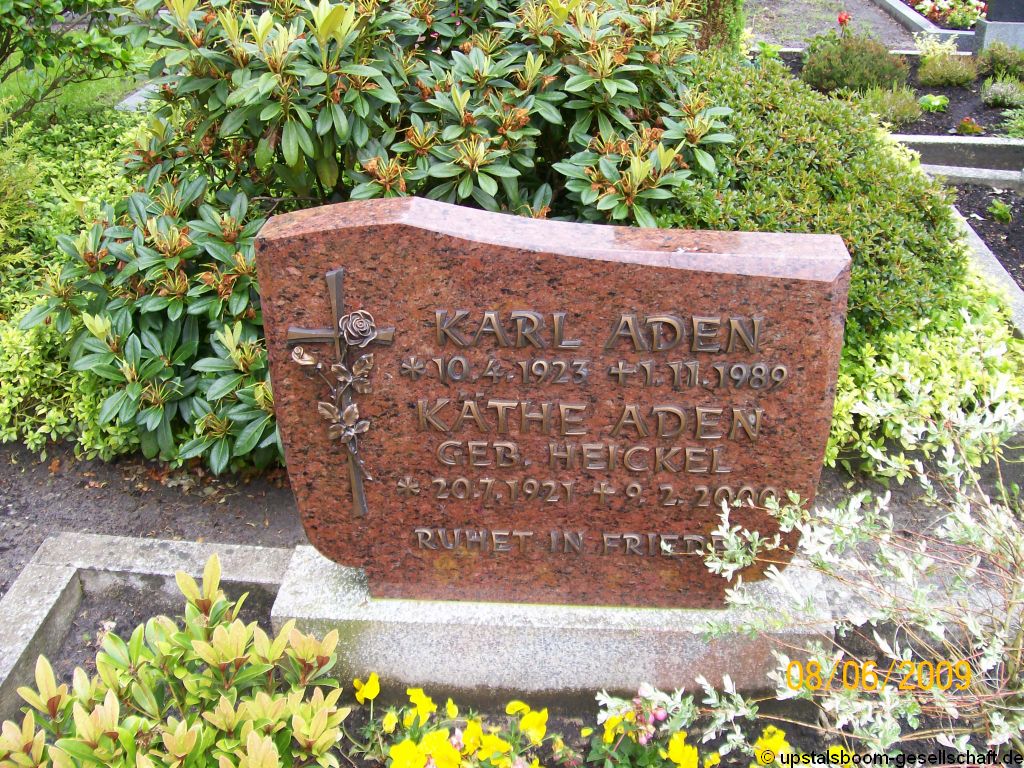 KARL ADEN
*10.4.1923 +1.11.1989
KÄTHE ADEN
GEB. HEICKEL
*20.7.1921 +9.2.2000
RUHET IN FRIEDEN
08/06/2009
© upstalsboom-gesellschaft.de